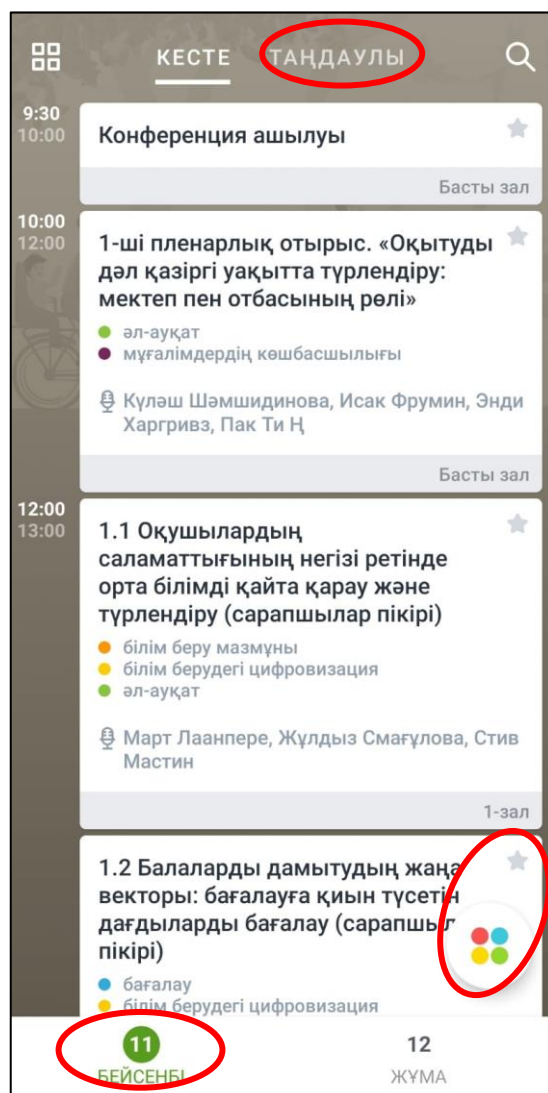 КЕСТЕ ТАҢДАУЛЫ
9:30
10:00
Конференция ашылуы
Басты зал
10:00
12:00
1-ші пленарлық отырыс. «Оқытуды
дәл қазіргі уақытта түрлендіру:
мектеп пен отбасының рөлі»
әл-ауқат
мұғалімдердің көшбасшылығы
Күләш Шәмшидинова, Исак Фрумин, Энди
Харгривз, Пак Ти Ң
Басты зал
12:00
13:00
1.1 Оқушылардың
саламаттығының негізі ретінде
орта білімді қайта қарау және
түрлендіру (сарапшылар пікірі)
білім беру мазмұны
білім берудегі цифровизация
әл-ауқат
Март Лаанпере, Жұлдыз Смағұлова, Стив
Мастин
1-зал
1.2 Балаларды дамытудың жаңа
векторы: бағалауға қиын түсетін
дағдыларды бағалау
пікірі)
бағалау
білім берудегі цифровизация
11
БЕЙСЕНБІ
12
ЖҰМА